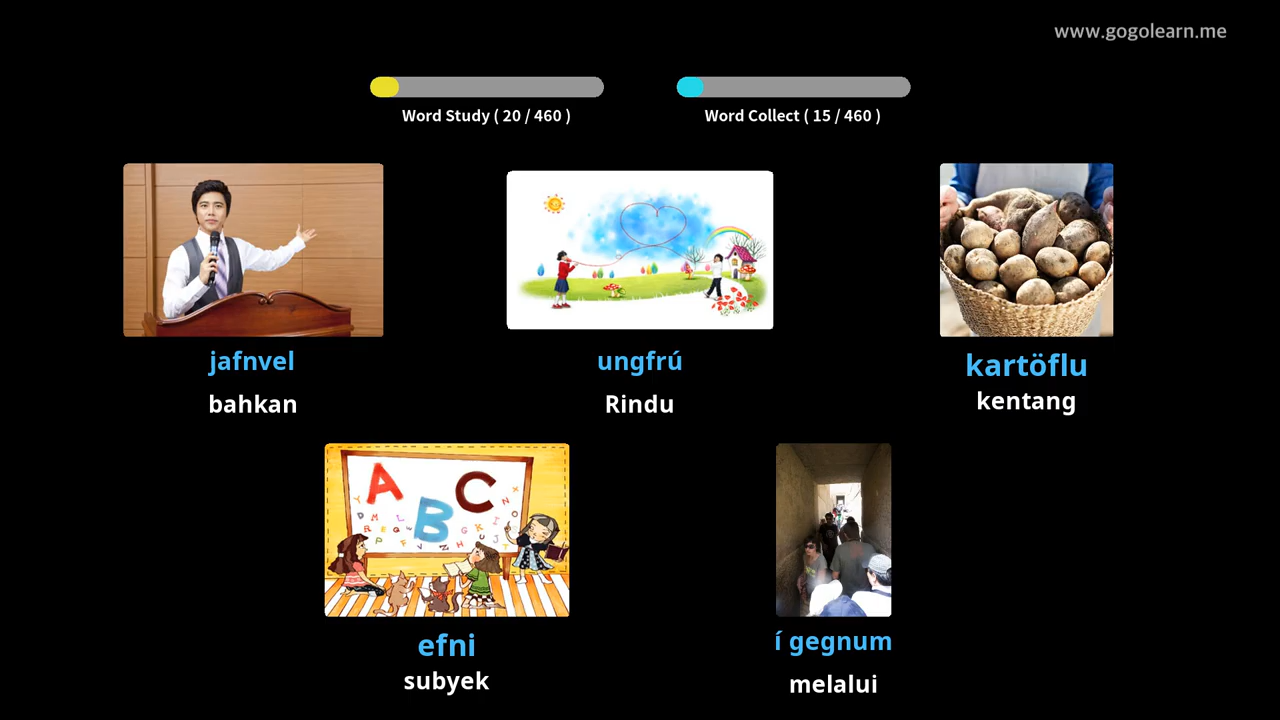 www.gogolearn.me
Word Study ( 20 / 460 )
Word Collect ( 15 / 460 )
jafnvel
bahkan
ungfrú
Rindu
kartöflu
kentang
A B C
efni
subyek
í gegnum
melalui